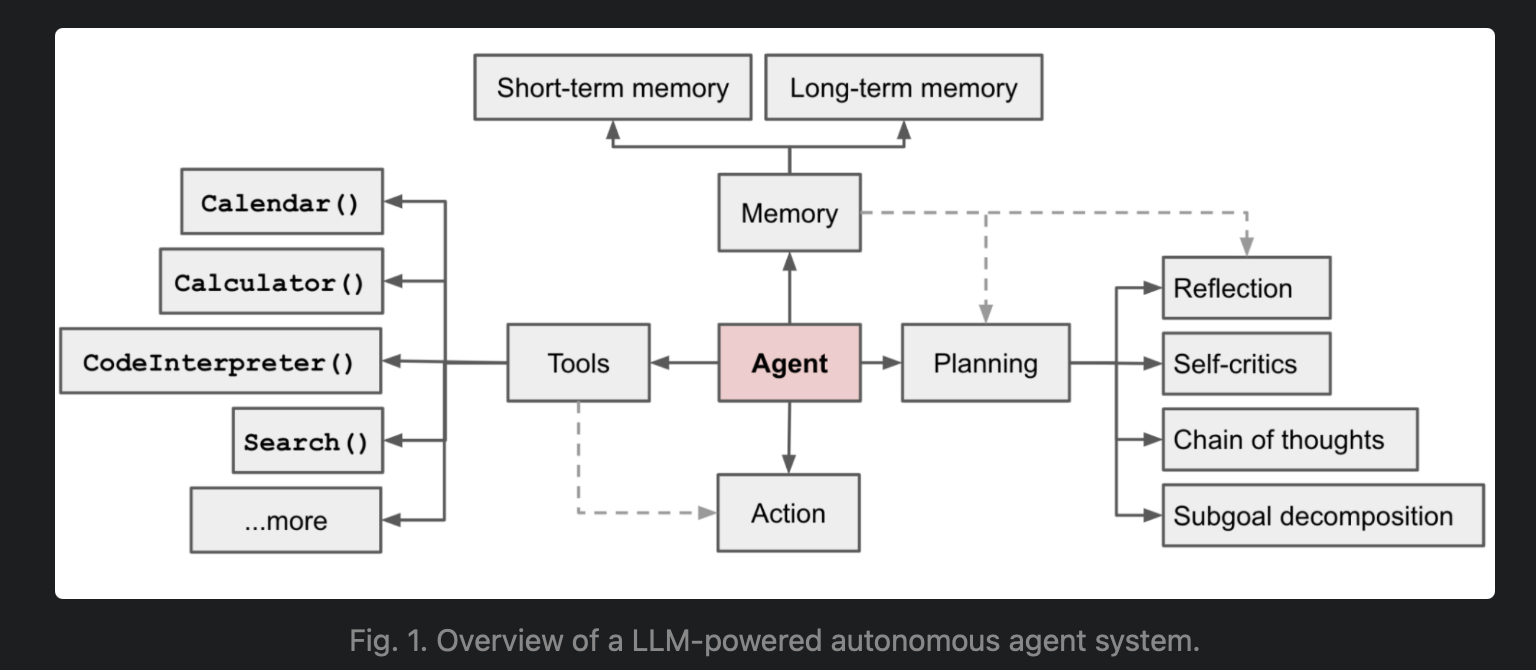 Short-term memory
Long-term memory
Calendar()
Memory
Calculator()
Reflection
CodeInterpreter()
Tools
Agent
Planning
Self-critics
Search()
Chain of thoughts
...more
Action
Subgoal decomposition
Fig. 1. Overview of a LLM-powered autonomous agent system.